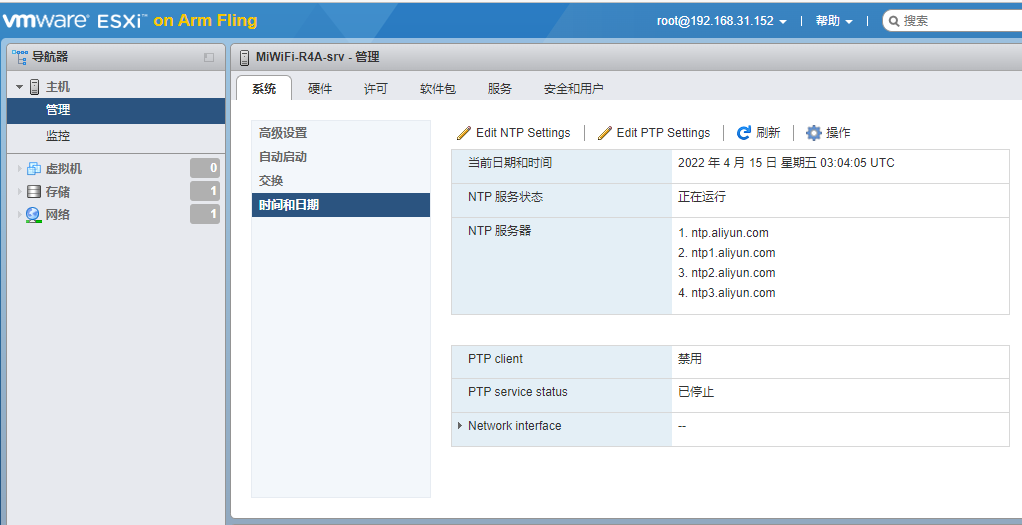 vmware ESXi™ on Arm Fling
root@192.168.31.152
帮助
搜索
导航器
主机
管理
监控
虚拟机
0
存储
1
网络
1
MiWiFi-R4A-srv - 管理
系统
硬件
许可
软件包
服务
安全和用户
高级设置
自动启动
交换
时间和日期
Edit NTP Settings
Edit PTP Settings
刷新
操作
当前日期和时间
2022 年 4 月 15 日 星期五 03:04:05 UTC
NTP 服务状态
正在运行
NTP 服务器
1. ntp.aliyun.com
2. ntp1.aliyun.com
3. ntp2.aliyun.com
4. ntp3.aliyun.com
PTP client
禁用
PTP service status
已停止
Network interface
--